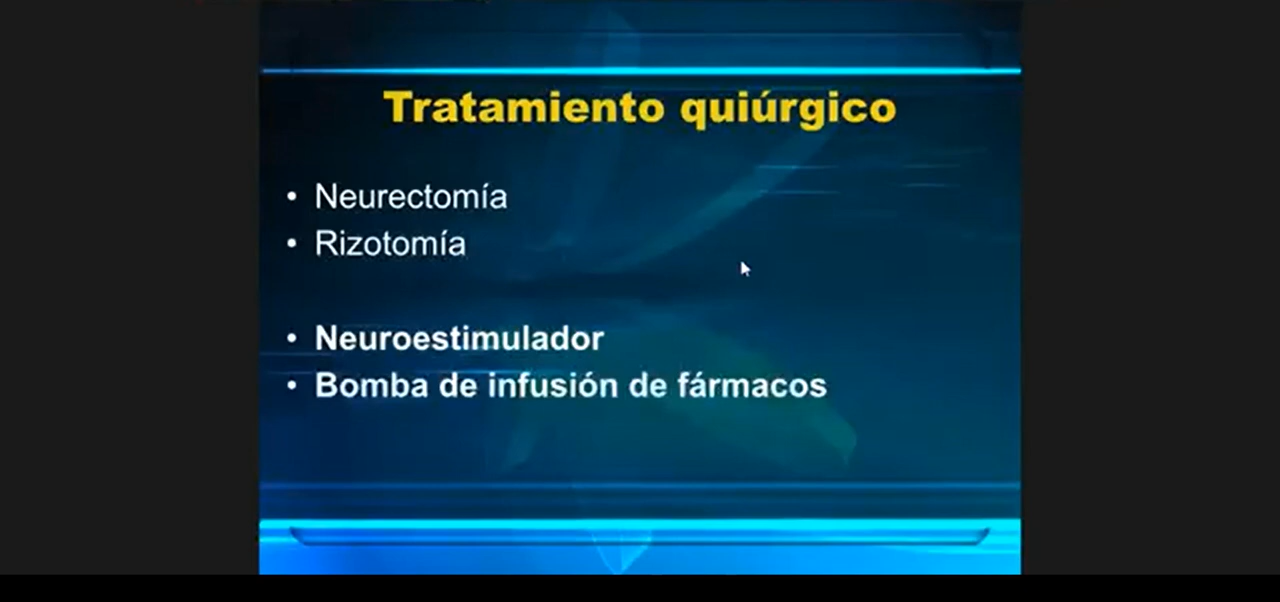 Tratamiento quiúrgico
• Neurectomía
• Rizotomía
• Neuroestimulador
• Bomba de infusión de fármacos